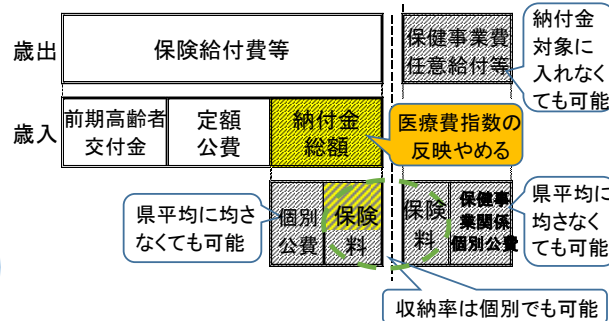 歳出
保険給付費等
保健事業費
任意給付等
納付金
対象に
入れなく
ても可能
歳入
前期高齢者
交付金
定額
公費
納付金
総額
医療費指数の
反映やめる
県平均に均さ
なくても可能
個別
公費
保険
料
保険
料
保健事
業関係
個別公費
県平均に
均さなく
ても可能
収納率は個別でも可能